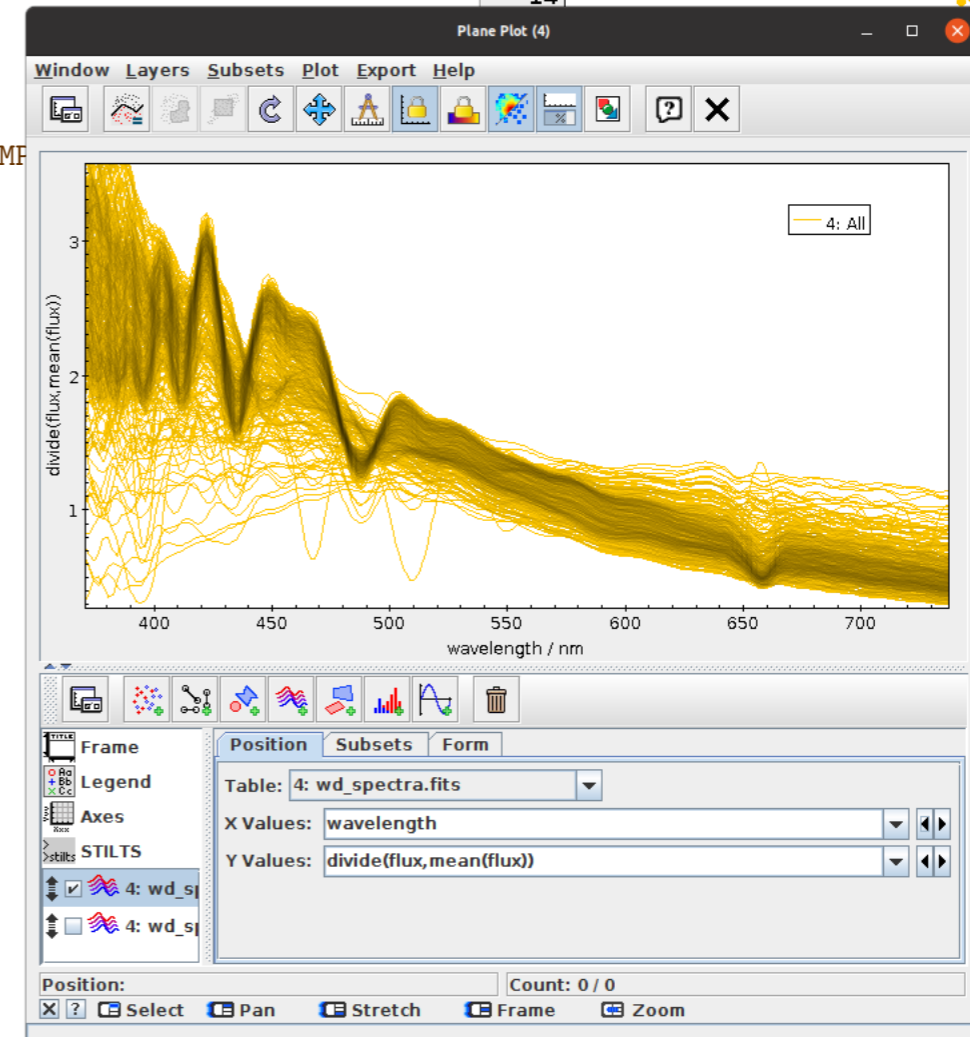 14
Plane Plot (4)
Window Layers Subsets Plot Export Help
MP
4: All
3
2
1
divide(flux,mean(flux))
400 450 500 550 600 650 700
wavelength / nm
Frame
Legend
Axes
STILTS
4: wd_s
4: wd_s
Position Subsets Form
Table: 4: wd_spectra.fits
X Values: wavelength
Y Values: divide(flux,mean(flux))
Position: Count: 0 / 0
Select Pan Stretch Frame Zoom